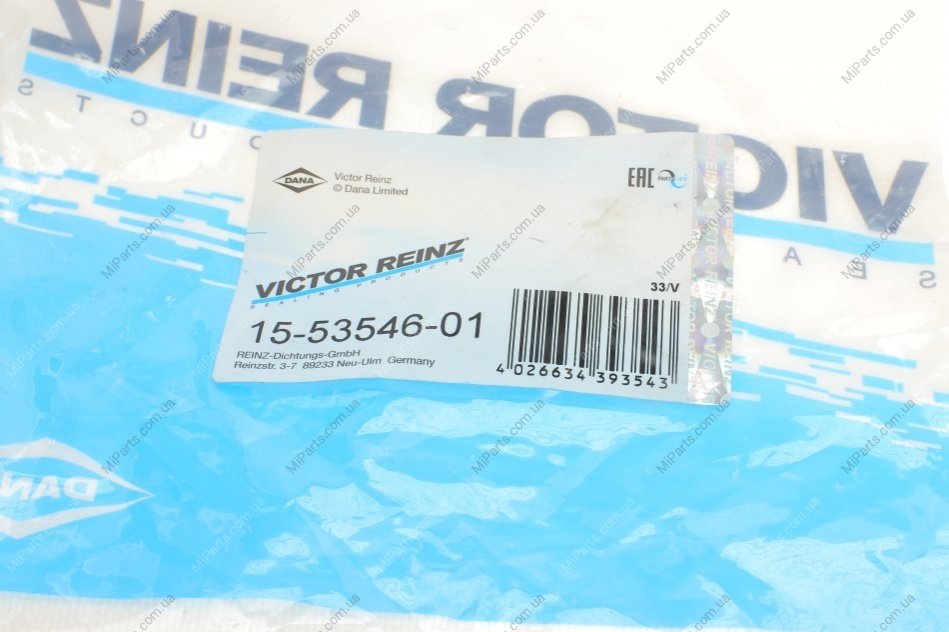 VICTOR REINZ
DANA
Victor Reinz
© Dana Limited
EAC
VICTOR REINZ®
SEALING PRODUCTS
33/V
15-53546-01
REINZ-Dichtungs-GmbH
Reinzstr. 3-7 89233 Neu-Ulm Germany
4 026634 393543
DAN
MiParts.com.ua